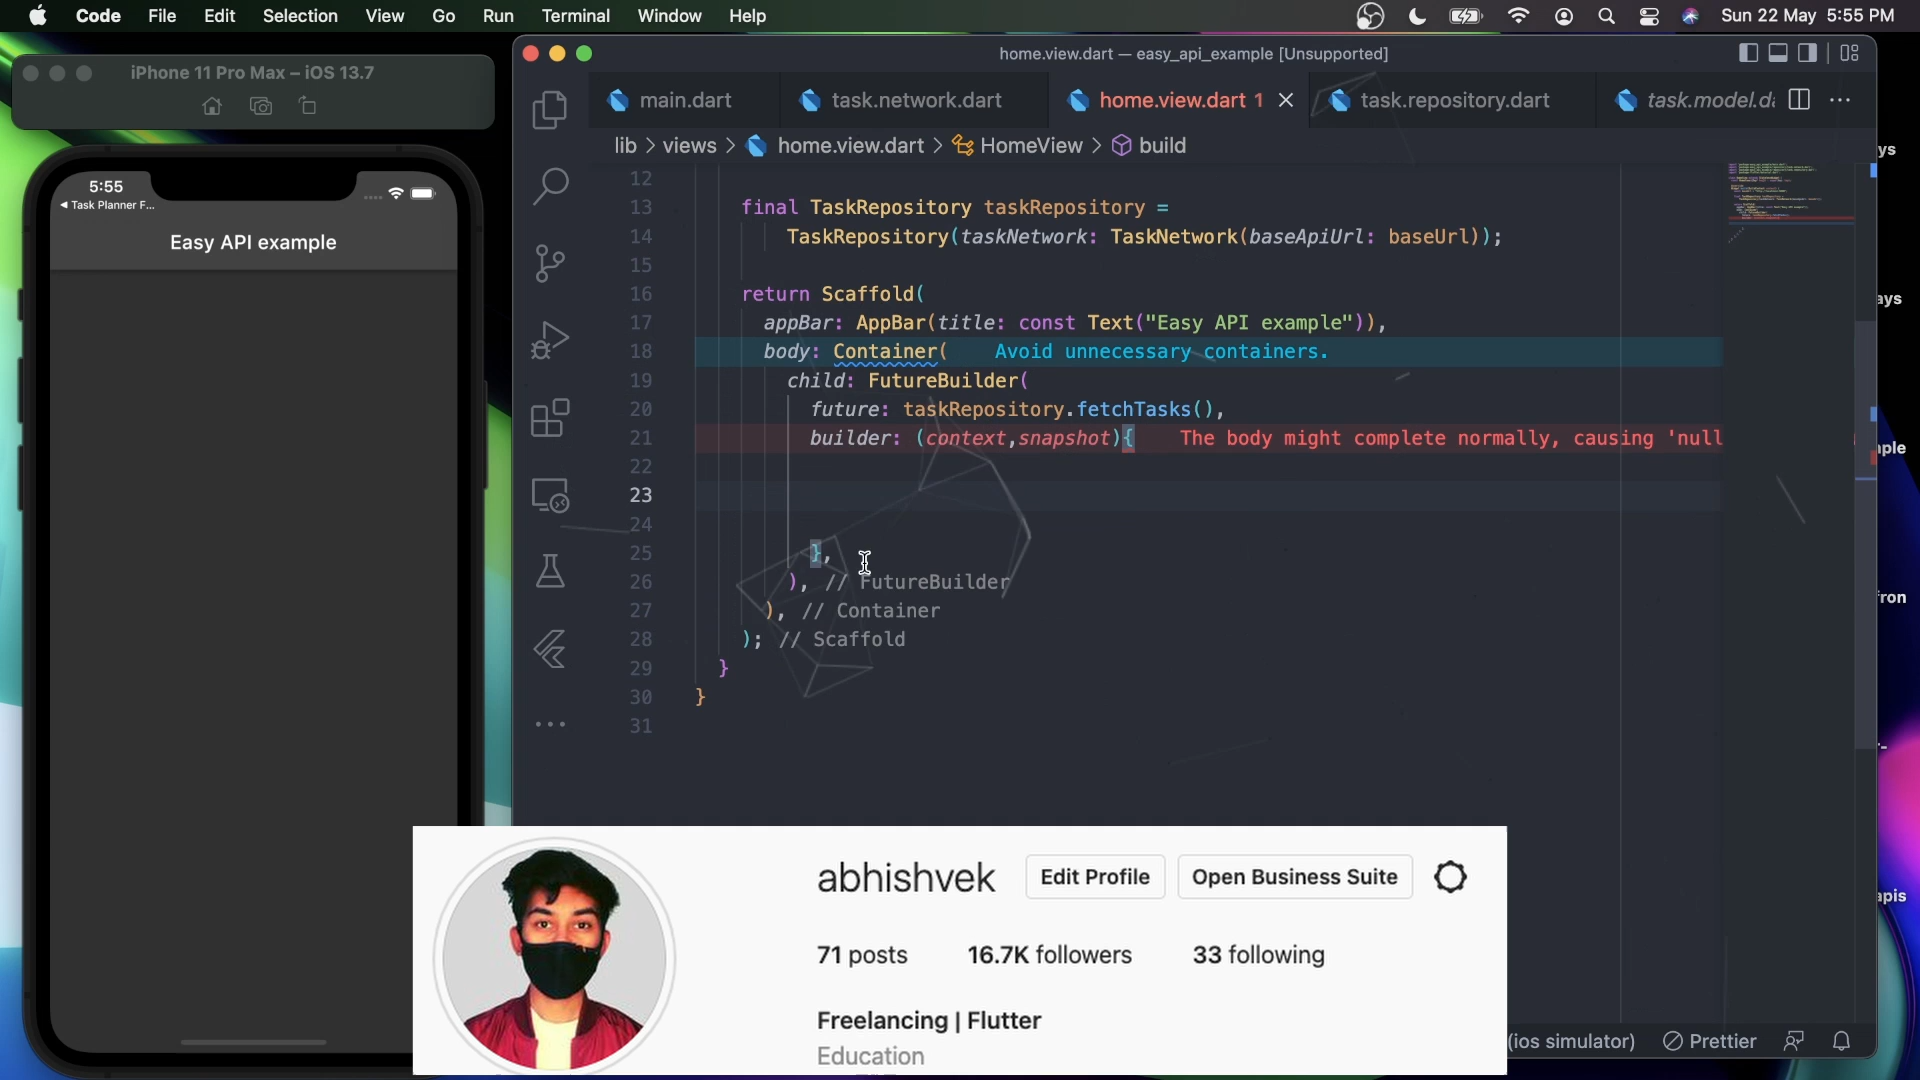 Code File Edit Selection View Go Run Terminal Window Help Sun 22 May 5:55 PM
home.view.dart — easy_api_example [Unsupported]
iPhone 11 Pro Max – iOS 13.7
main.dart task.network.dart home.view.dart 1 task.repository.dart
lib > views > home.view.dart > HomeView > build
5:55
Task Planner F...
Easy API example
12
13 final TaskRepository taskRepository =
14 TaskRepository(taskNetwork: TaskNetwork(baseApiUrl: baseUrl));
15
16 return Scaffold(
17 appBar: AppBar(title: const Text("Easy API example")),
18 body: Container( Avoid unnecessary containers.
19 child: FutureBuilder(
20 future: taskRepository.fetchTasks(),
21 builder: (context,snapshot){ The body might complete normally, causing 'null
22
23
24
25 },
26 ), // FutureBuilder
27 ), // Container
28 ); // Scaffold
29 }
30 }
31
abhishvek Edit Profile Open Business Suite
71 posts 16.7K followers 33 following
Freelancing | Flutter
Education
(ios simulator) Prettier